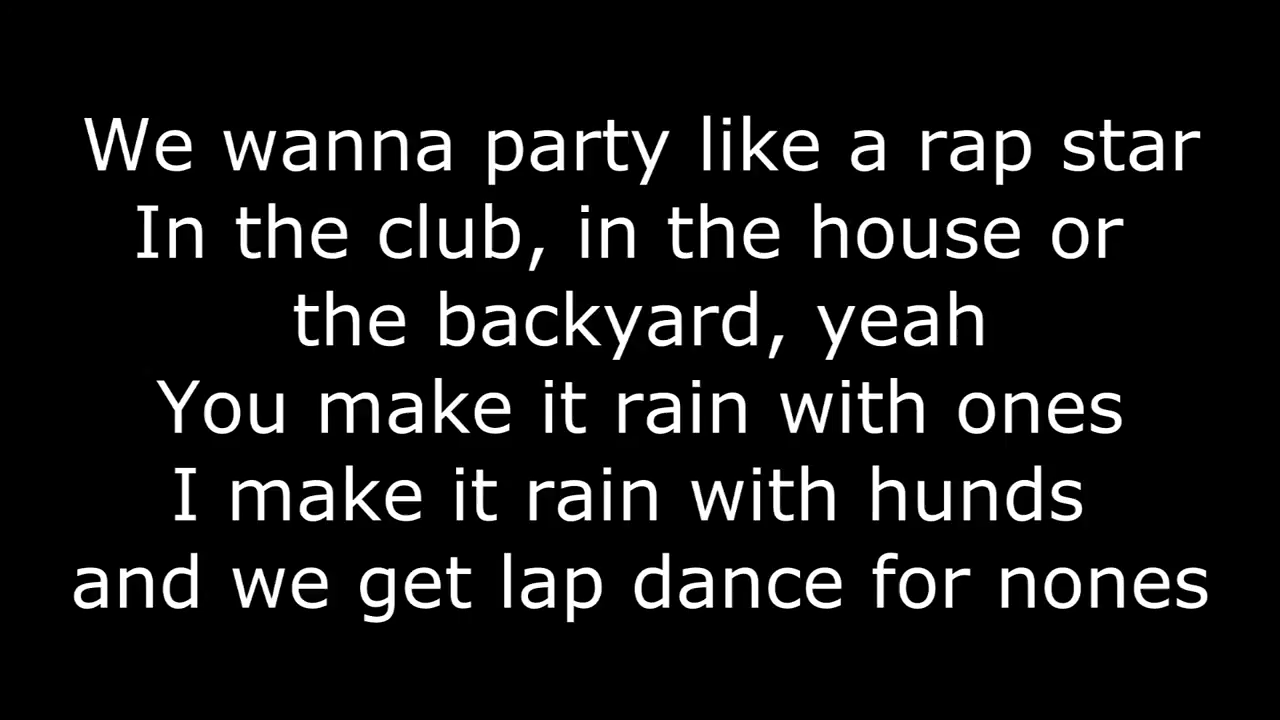 We wanna party like a rap star
In the club, in the house or
the backyard, yeah
You make it rain with ones
I make it rain with hunds
and we get lap dance for nones